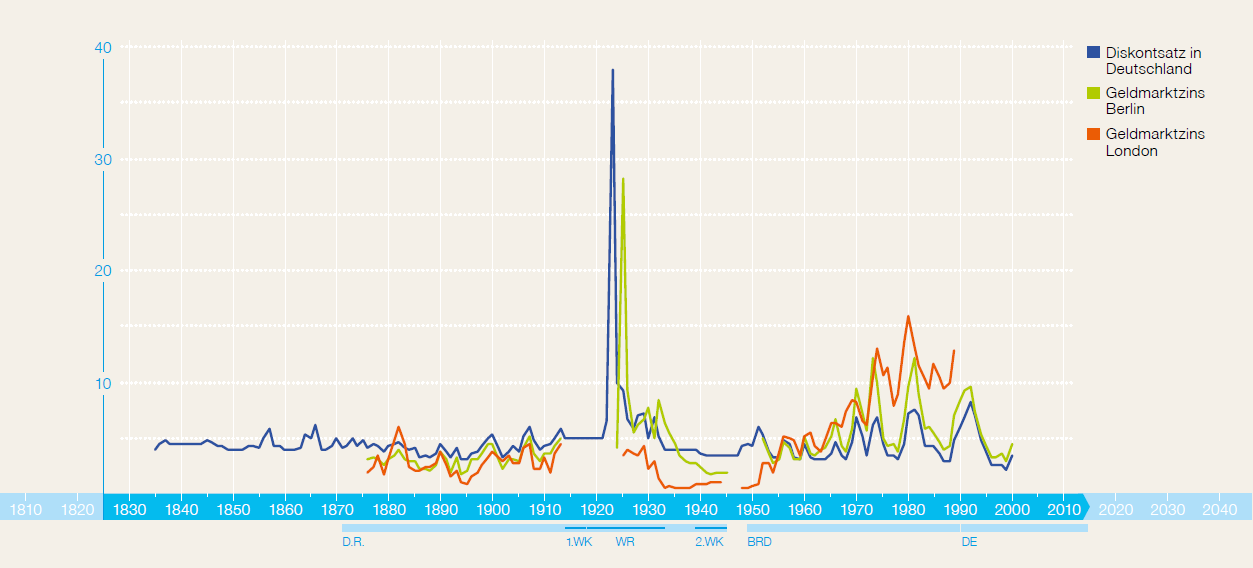 40
30
20
10
Diskontsatz in
Deutschland
Geldmarktzins
Berlin
Geldmarktzins
London
1810 1820 1830 1840 1850 1860 1870 1880 1890 1900 1910 1920 1930 1940 1950 1960 1970 1980 1990 2000 2010 2020 2030 2040
D.R. 1.WK WR 2.WK BRD DE